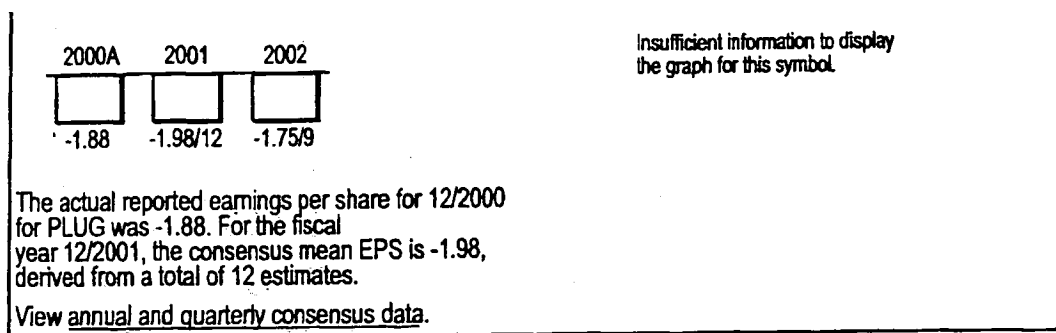 2000A 2001 2002
-1.88 -1.98/12 -1.75/9
Insufficient information to display
the graph for this symbol.
The actual reported earnings per share for 12/2000
for PLUG was -1.88. For the fiscal
year 12/2001, the consensus mean EPS is -1.98,
derived from a total of 12 estimates.
View annual and quarterly consensus data.